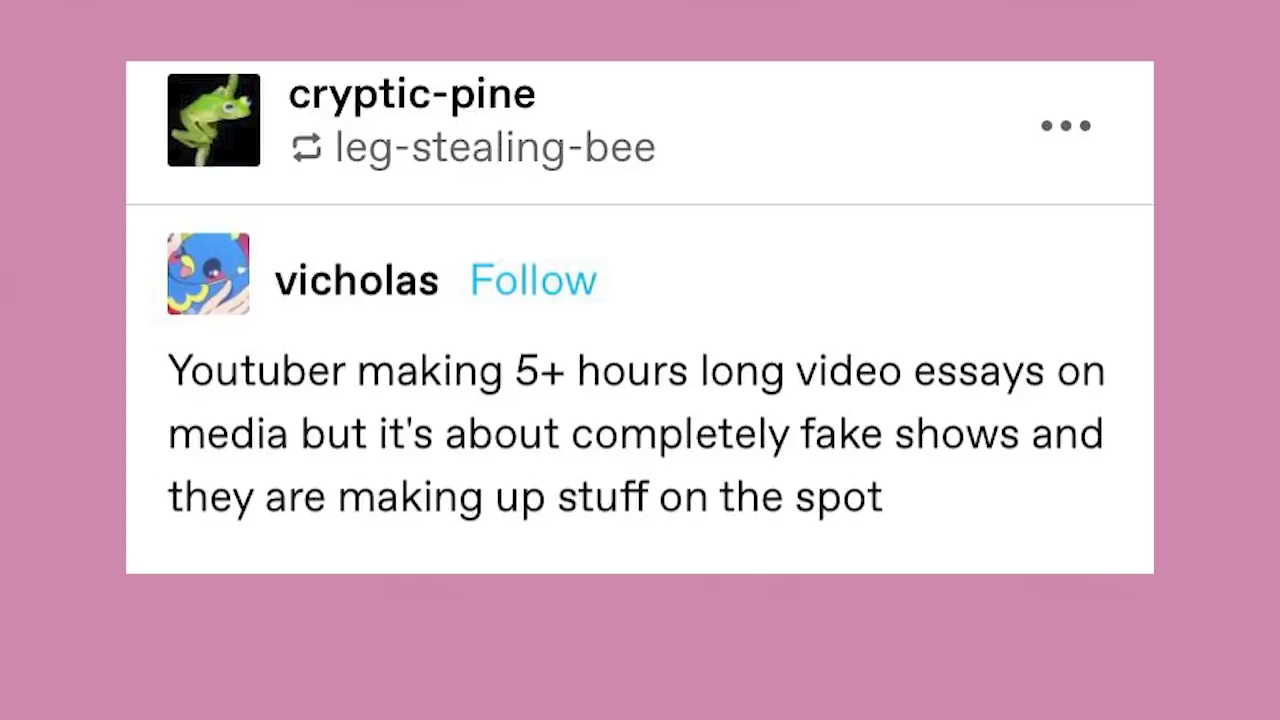 cryptic-pine
leg-stealing-bee
vicholas Follow
Youtuber making 5+ hours long video essays on
media but it's about completely fake shows and
they are making up stuff on the spot